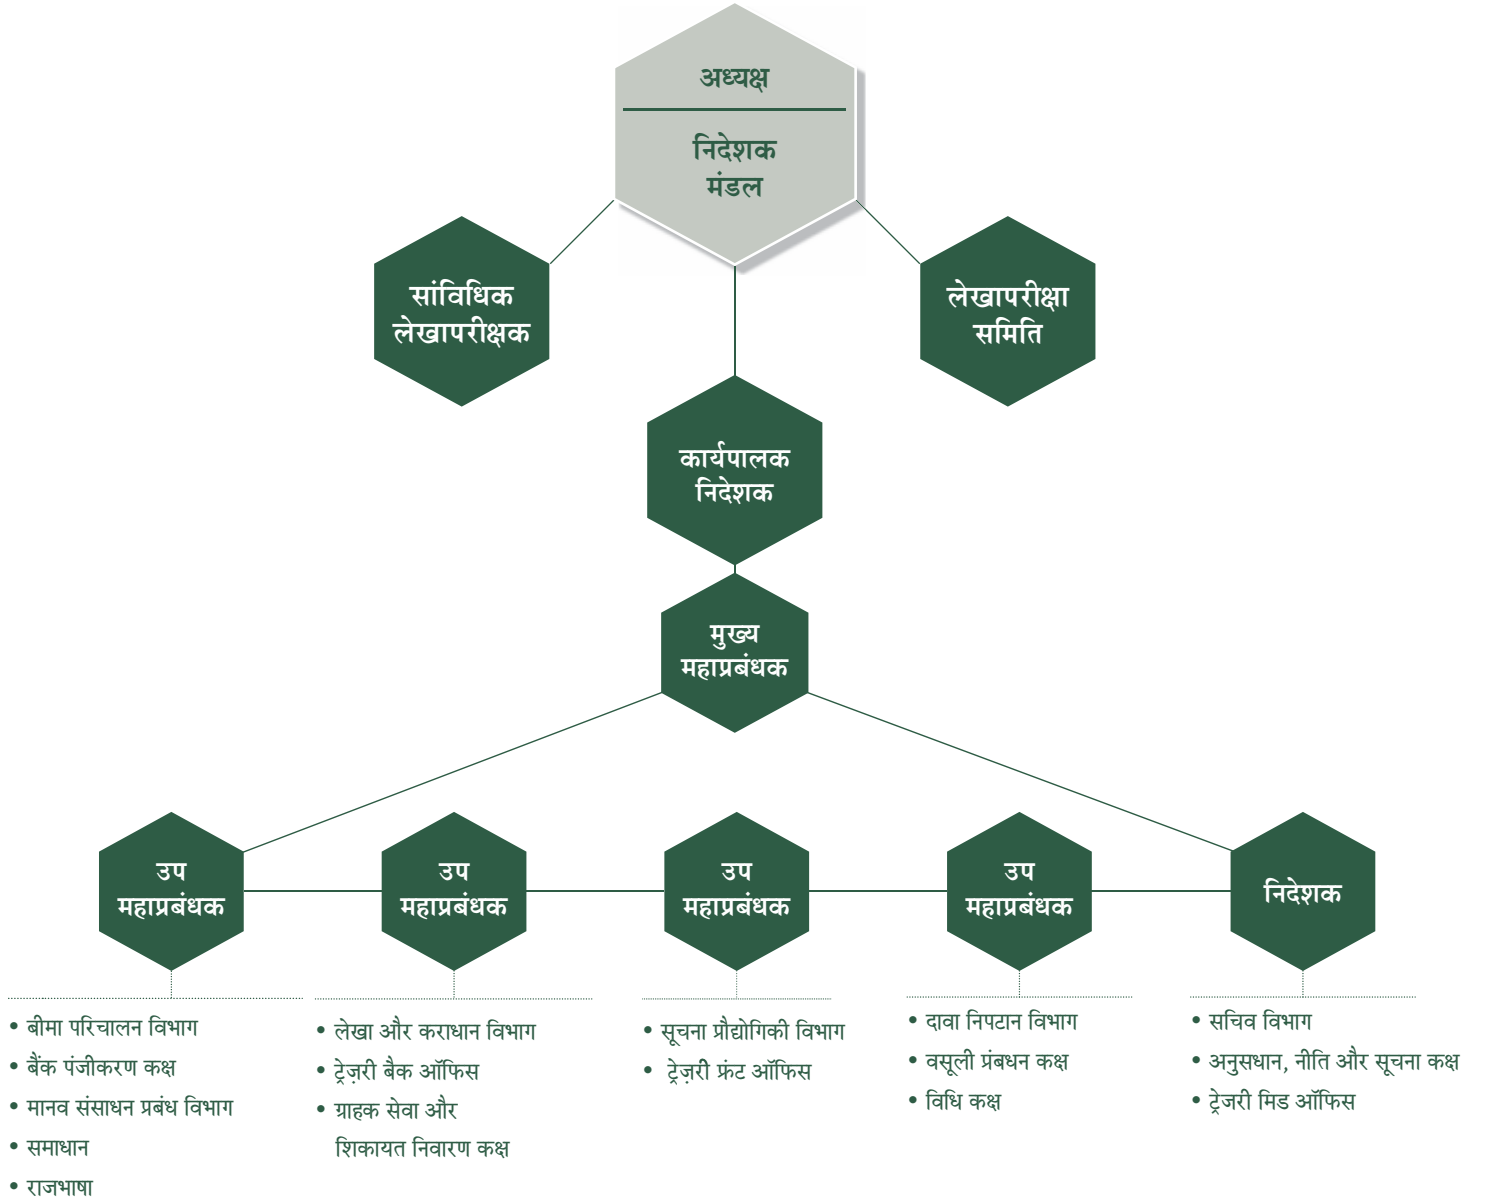 अध्यक्ष
निदेशक
मंडल
सांविधिक
लेखापरीक्षक
लेखापरीक्षा
समिति
कार्यपालक
निदेशक
मुख्य
महाप्रबंधक
उप
महाप्रबंधक
उप
महाप्रबंधक
उप
महाप्रबंधक
उप
महाप्रबंधक
निदेशक
• बीमा परिचालन विभाग
• बैंक पंजीकरण कक्ष
• मानव संसाधन प्रबंध विभाग
• समाधान
• राजभाषा
• लेखा और कराधान विभाग
• ट्रेज़री बैक ऑफिस
• ग्राहक सेवा और
शिकायत निवारण कक्ष
• सूचना प्रौद्योगिकी विभाग
• ट्रेज़री फ्रंट ऑफिस
• दावा निपटान विभाग
• वसूली प्रंबधन कक्ष
• विधि कक्ष
• सचिव विभाग
• अनुसधान, नीति और सूचना कक्ष
• ट्रेजरी मिड ऑफिस